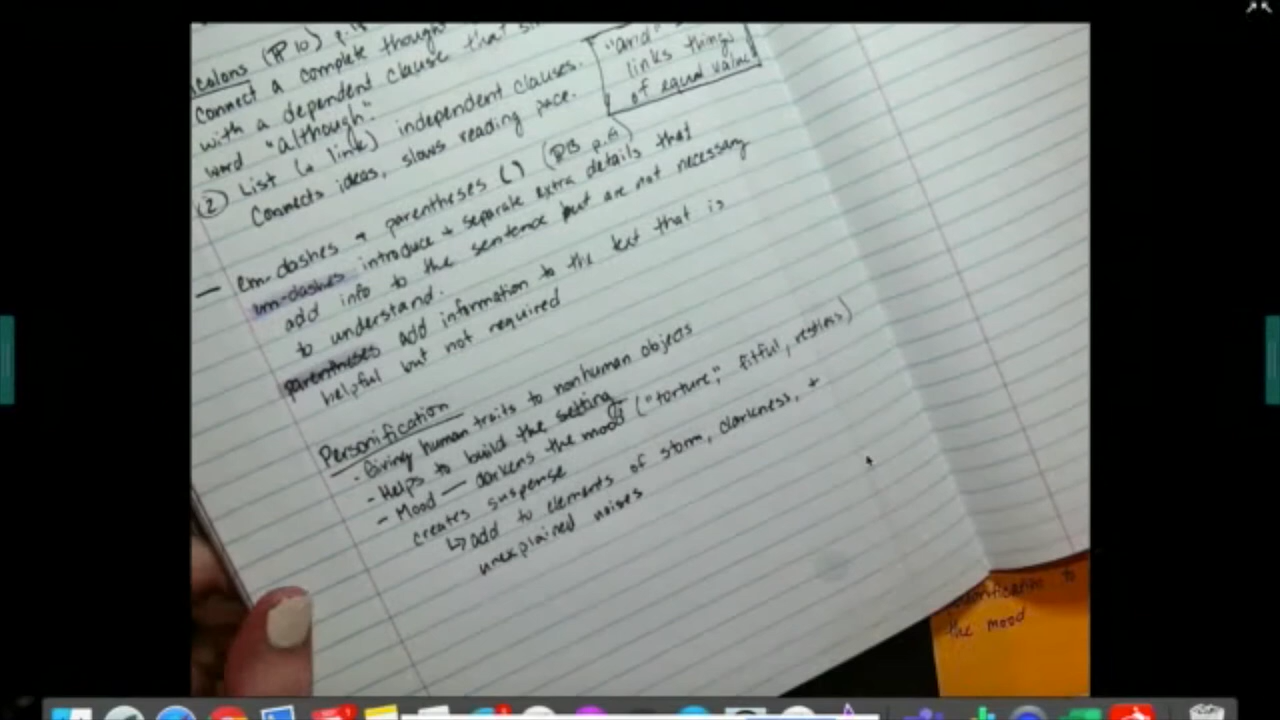 colons (P 10) p.
Connect a complete thought
with a dependent clause that
word "although".
② List (+ link) independent clauses.
Connects ideas, slows reading pace.
"and"
links things
of equal value
— em-dashes + parentheses () (P3 p.6)
em-dashes introduce + separate extra details that
add info to the sentence but are not necessary
to understand.
parentheses add information to the text that is
helpful but not required
Personification
- Giving human traits to nonhuman objects
- Helps to build the setting
- Mood — darkens the mood ("torture," fitful, restless)
creates suspense
↳ add to elements of storm, darkness, +
unexplained noises
to
the mood